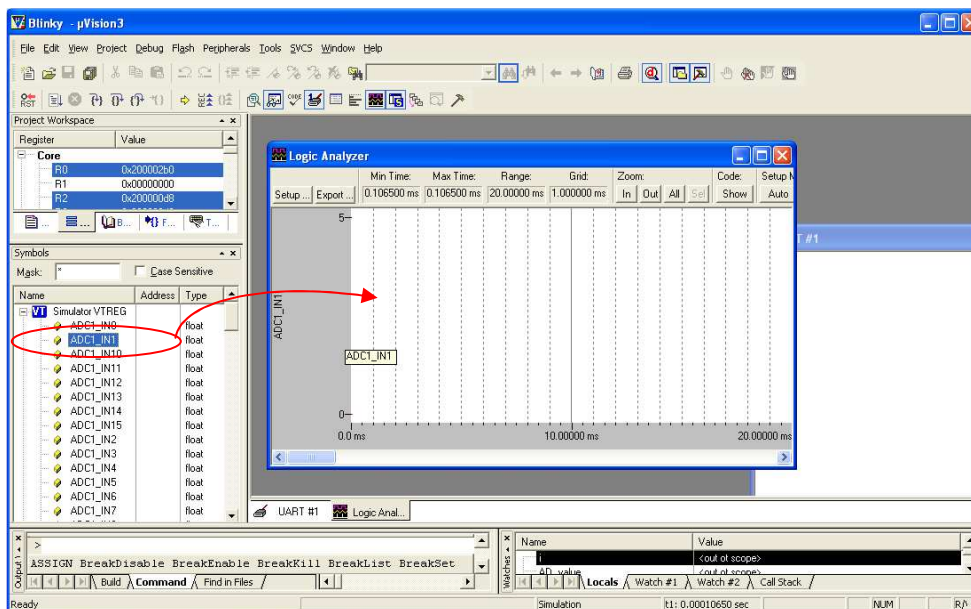 Blinky - µVision3
File Edit View Project Debug Flash Peripherals Tools SVCS Window Help
Project Workspace
Register Value
Core
R0 0x200002b0
R1 0x00000000
R2 0x200000d8
B... F... T...
Symbols
Mask: * Case Sensitive
Name Address Type
Simulator VTREG
ADC1_IN0 float
ADC1_IN1 float
ADC1_IN10 float
ADC1_IN11 float
ADC1_IN12 float
ADC1_IN13 float
ADC1_IN14 float
ADC1_IN15 float
ADC1_IN2 float
ADC1_IN3 float
ADC1_IN4 float
ADC1_IN5 float
ADC1_IN6 float
ADC1_IN7 float
Logic Analyzer
Min Time: Max Time: Range: Grid: Zoom: Code: Setup M
Setup ... Export ... 0.106500 ms 0.106500 ms 20.00000 ms 1.000000 ms In Out All Sel Show Auto
5
ADC1_IN1
ADC1_IN1
0
0.0 ms 10.00000 ms 20.00000 ms
T #1
UART #1 Logic Anal...
>
ASSIGN BreakDisable BreakEnable BreakKill BreakList BreakSet
Build Command Find in Files
Output
Name Value
i <out of scope>
AD_value <out of scope>
Locals Watch #1 Watch #2 Call Stack
Watches
Ready Simulation t1: 0.00010650 sec NUM R/